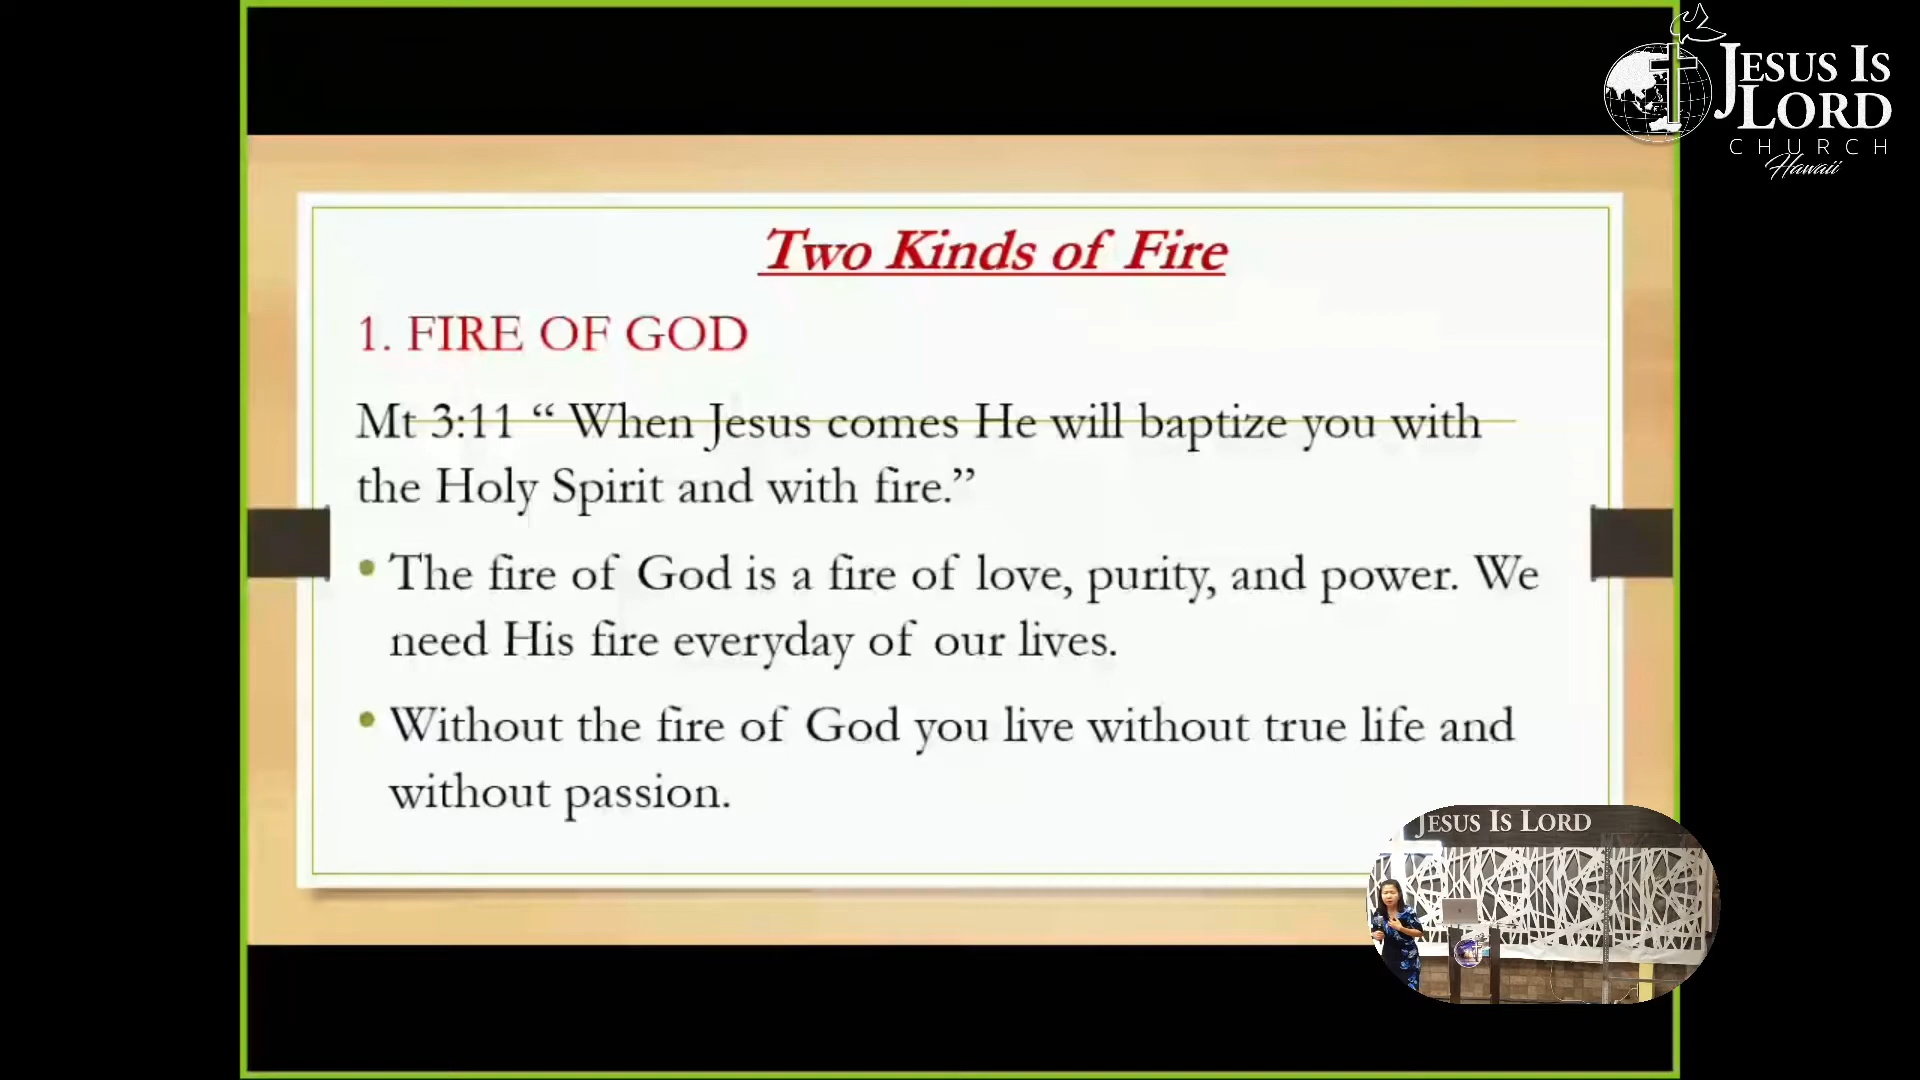 JESUS IS
LORD
CHURCH
Hawaii
Two Kinds of Fire
1. FIRE OF GOD
Mt 3:11 “ When Jesus comes He will baptize you with
the Holy Spirit and with fire.”
• The fire of God is a fire of love, purity, and power. We
need His fire everyday of our lives.
• Without the fire of God you live without true life and
without passion.
JESUS IS LORD